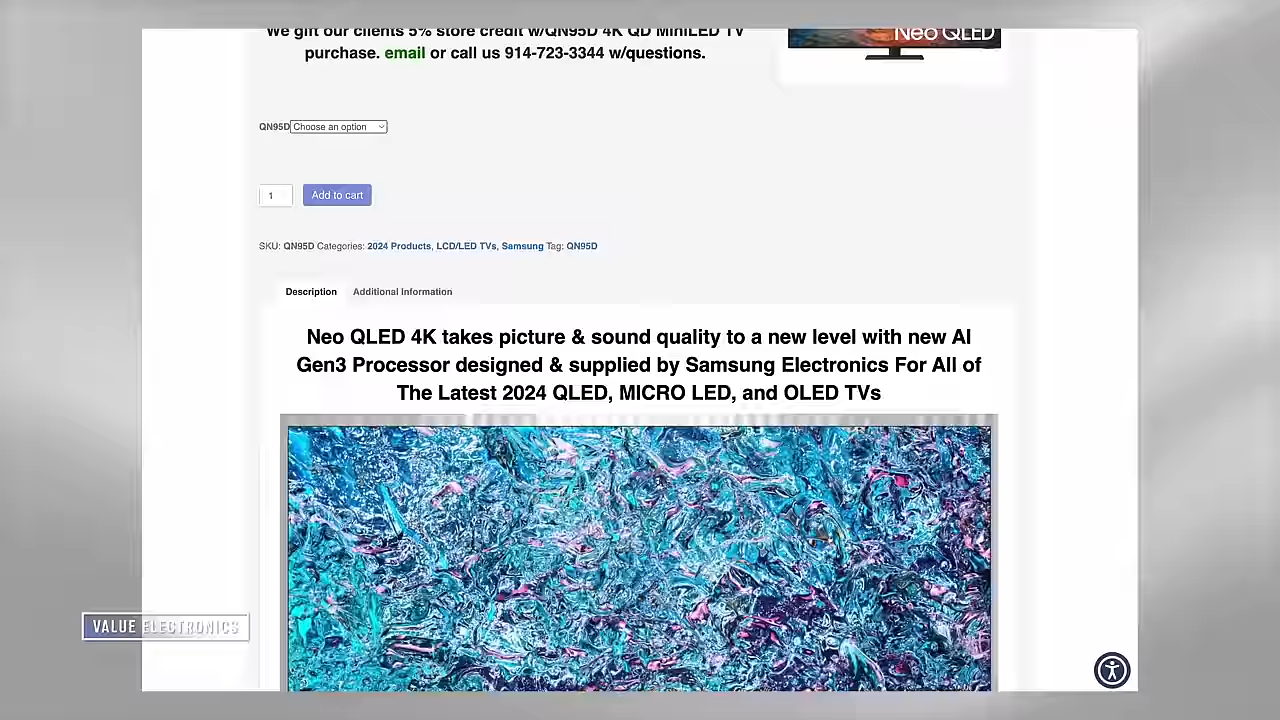 We gift our clients 5% store credit w/QN95D 4K QD MiniLED TV
purchase. email or call us 914-723-3344 w/questions.
Neo QLED
QN95D Choose an option
1 Add to cart
SKU: QN95D Categories: 2024 Products, LCD/LED TVs, Samsung Tag: QN95D
Description Additional Information
Neo QLED 4K takes picture & sound quality to a new level with new AI
Gen3 Processor designed & supplied by Samsung Electronics For All of
The Latest 2024 QLED, MICRO LED, and OLED TVs
VALUE ELECTRONICS